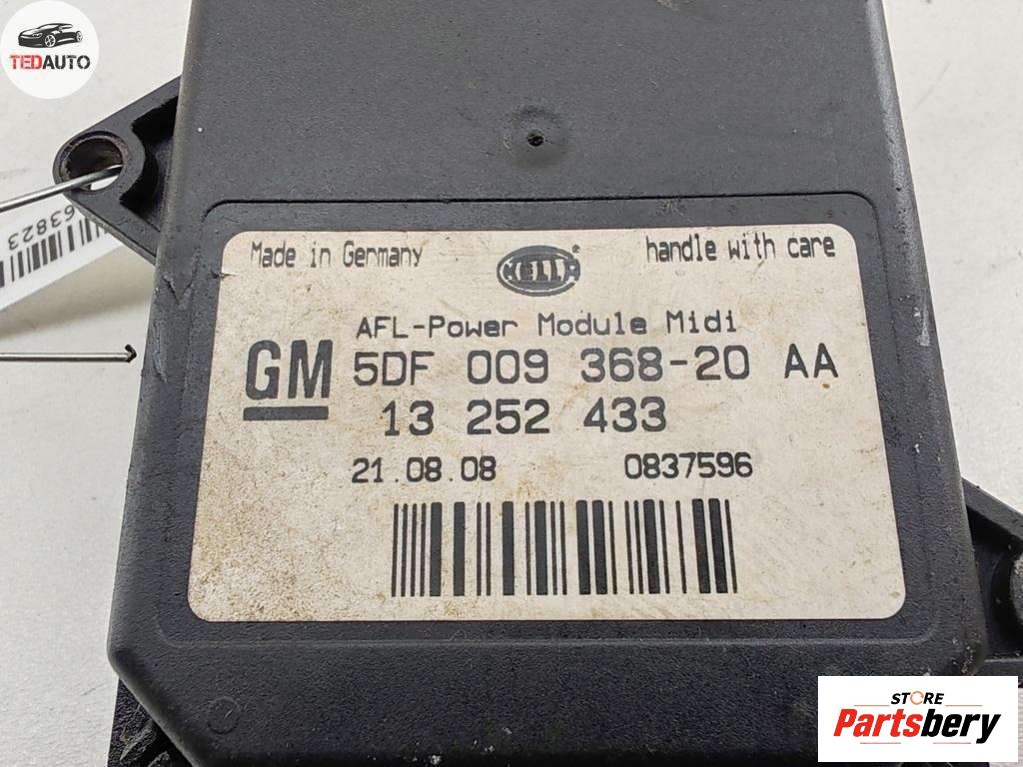 TEDAUTO
63823
Made in Germany
HELLA ®
handle with care
AFL-Power Module Midi
GM
5DF 009 368-20 AA
13 252 433
21.08.08 0837596
STORE
Partsbery